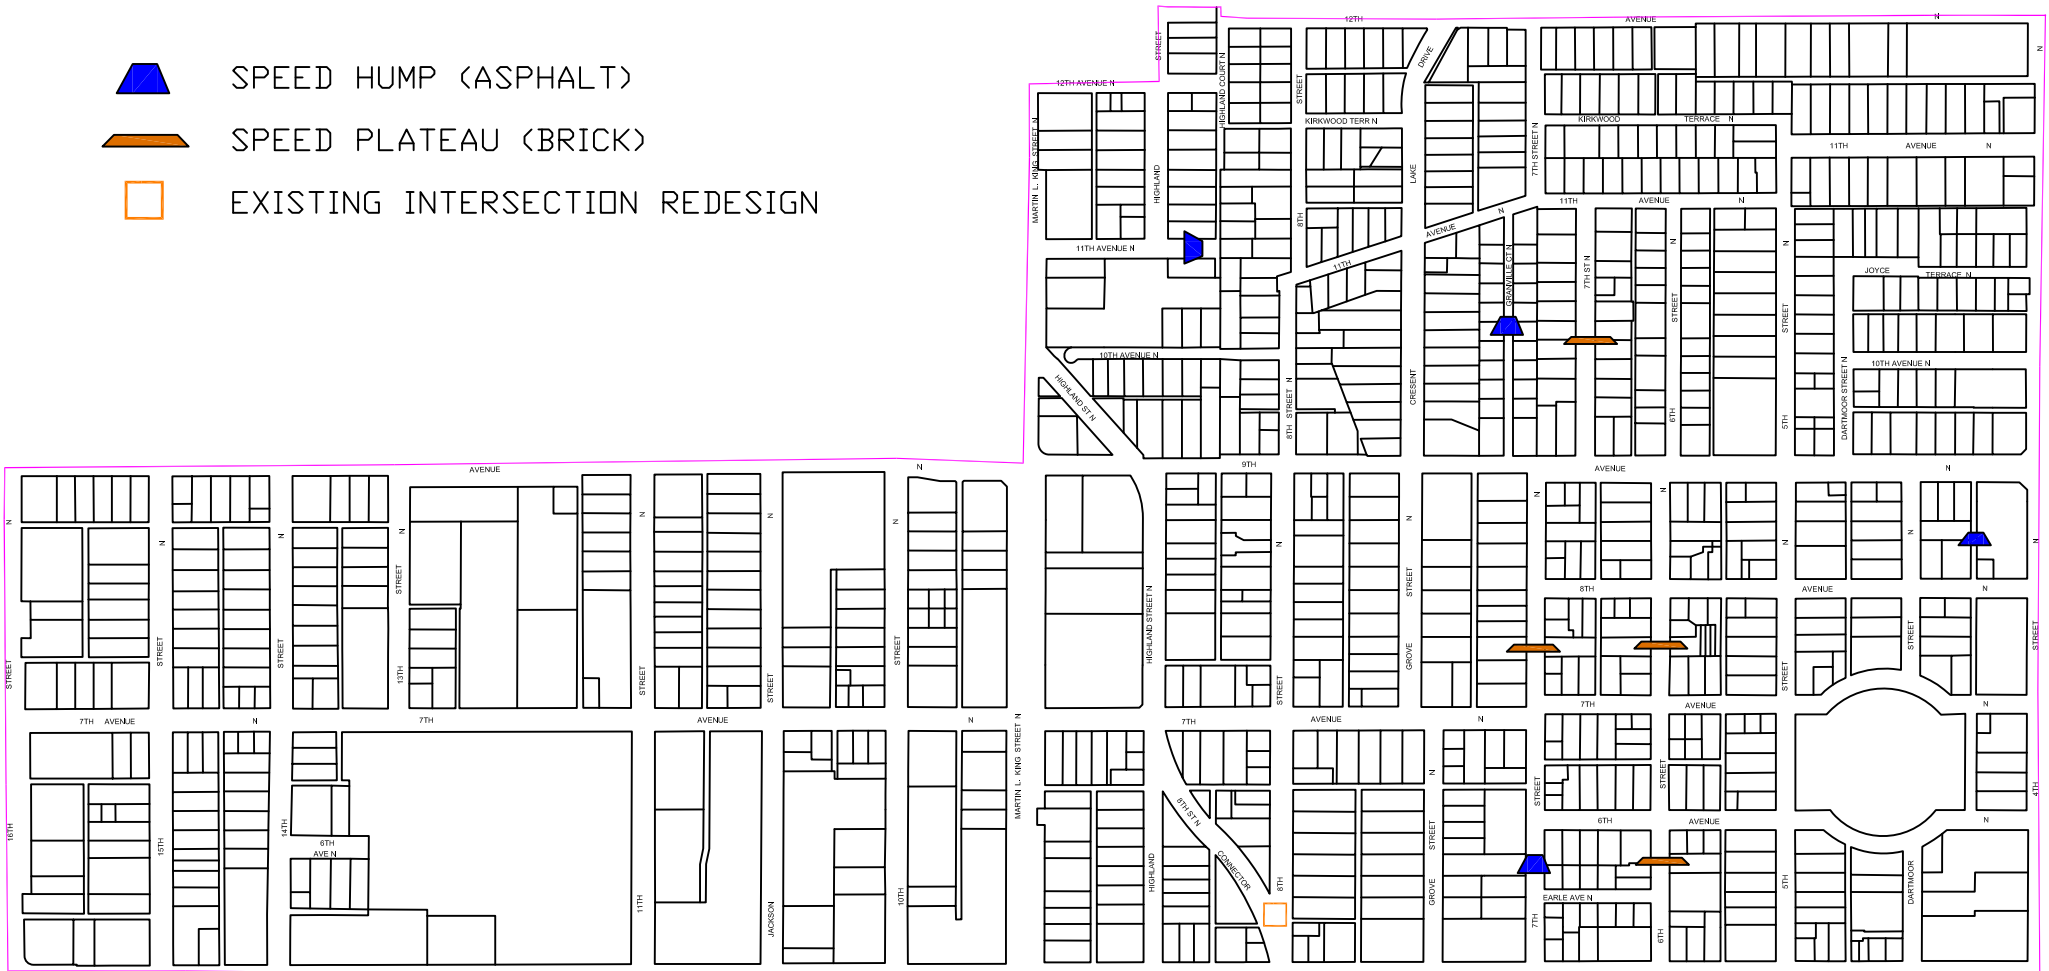 SPEED HUMP (ASPHALT)
SPEED PLATEAU (BRICK)
EXISTING INTERSECTION REDESIGN
12TH AVENUE N
STREET
DRIVE
N
12TH AVENUE N
HIGHLAND COURT N
STREET
KIRKWOOD TERR N
KIRKWOOD TERRACE N
MARTIN L. KING STREET N
HIGHLAND
LAKE
7TH STREET N
11TH AVENUE N
8TH
11TH AVENUE N
11TH AVENUE N
11TH AVENUE N
GRANVILLE CT N
7TH ST N
N
STREET
6TH
N
STREET
5TH
JOYCE TERRACE N
10TH AVENUE N
HIGHLAND ST N
8TH STREET N
CRESENT
DARTMOOR STREET N
10TH AVENUE N
AVENUE N
9TH AVENUE N
N
STREET
16TH
N
STREET
15TH
N
STREET
14TH
N
STREET
13TH
N
STREET
11TH
N
STREET
JACKSON
N
STREET
10TH
MARTIN L. KING STREET N
HIGHLAND STREET N
HIGHLAND
N
STREET
8TH
N
STREET
GROVE
N
STREET
GROVE
N
STREET
7TH
N
STREET
6TH
N
STREET
5TH
N
STREET
DARTMOOR
N
STREET
4TH
8TH AVENUE N
7TH AVENUE N
7TH AVENUE N
7TH AVENUE N
7TH AVENUE N
6TH
AVE N
8TH ST N
CONNECTOR
6TH AVENUE N
EARLE AVE N